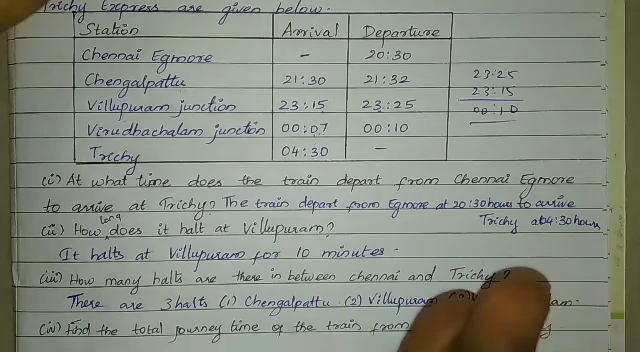 Trichy Express are given below.
Station Arrival Departure
Chennai Egmore - 20:30
Chengalpattu 21:30 21:32
Villupuram junction 23:15 23:25
Virudhachalam junction 00:07 00:10
Trichy 04:30 -
23:25
23:15
00:10
(i) At what time does the train depart from Chennai Egmore
to arrive at Trichy? The train depart from Egmore at 20:30hours to arrive
Trichy at 04:30 hours
(ii) How long does it halt at Villupuram?
It halts at Villupuram for 10 minutes.
(iii) How many halts are there in between chennai and Trichy?
There are 3 halts (1) Chengalpattu (2) Villupuram
(iv) Find the total journey time of the train from